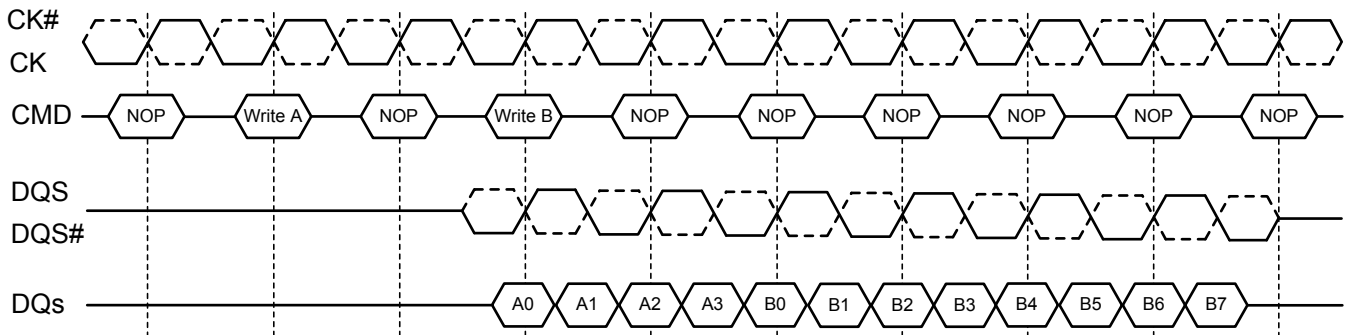 CK#
CK
CMD NOP Write A NOP Write B NOP NOP NOP NOP NOP NOP
DQS
DQS#
DQs A0 A1 A2 A3 B0 B1 B2 B3 B4 B5 B6 B7